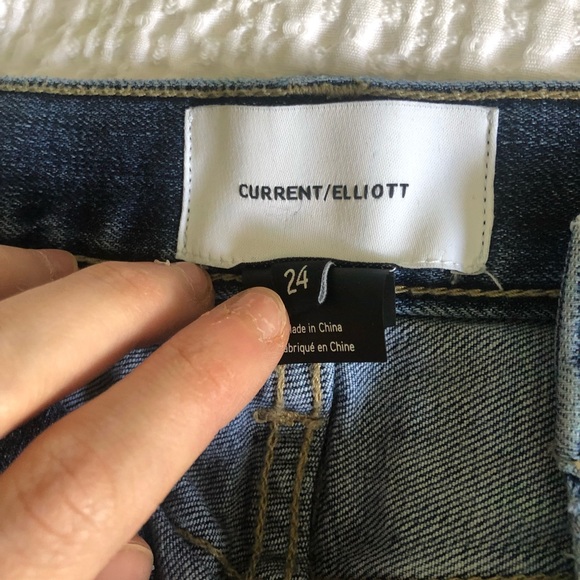 CURRENT/ELLIOTT
24
ade in China
abriqué en Chine